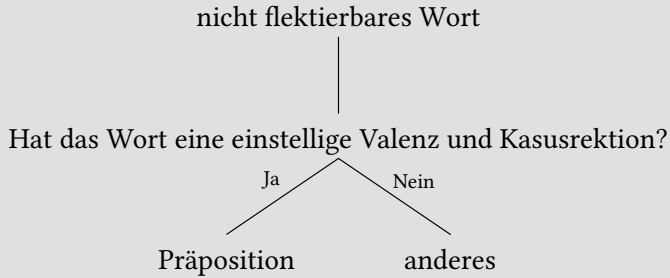 nicht flektierbares Wort
Hat das Wort eine einstellige Valenz und Kasusrektion?
Ja
Nein
Präposition
anderes